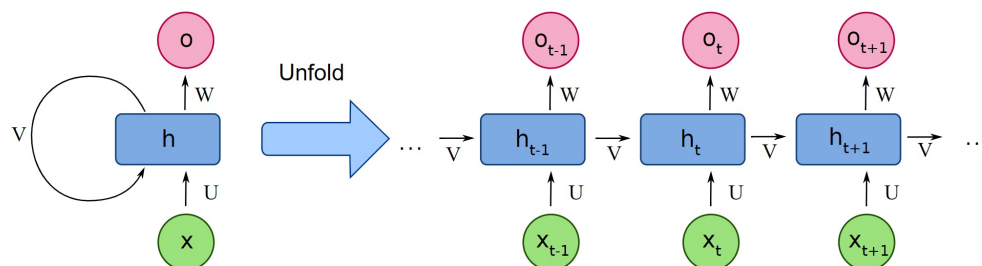 o
o_{t-1}
o_t
o_{t+1}
Unfold
W
W
W
W
V
h
...
V
h_{t-1}
V
h_t
V
h_{t+1}
V
..
U
U
U
U
x
x_{t-1}
x_t
x_{t+1}